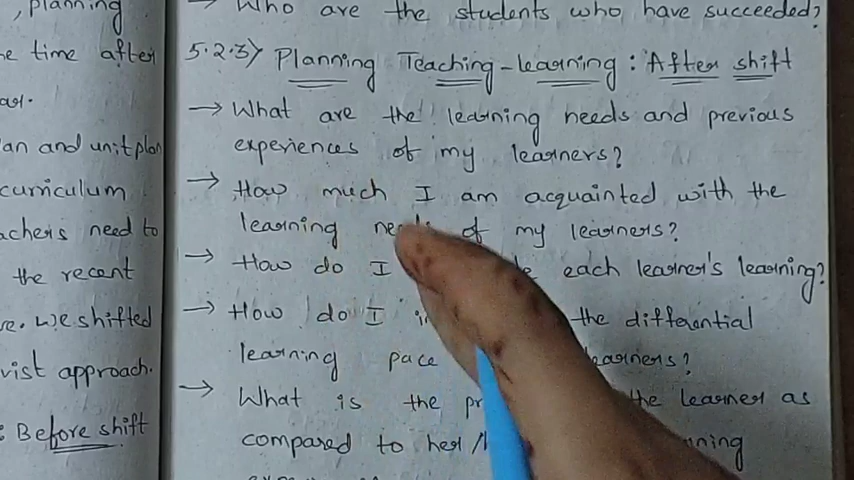 , planning
e time after
an and unit plan
curriculum
achers need to
the recent
re. We shifted
vist approach.
: Before shift
→ Who are the students who have succeeded?
5.2.3) Planning Teaching-learning : After shift
→ What are the learning needs and previous
experiences of my learners?
→ How much I am acquainted with the
learning of my learners?
→ How do I each learner's learning?
→ How do I the differential
learning pace learners?
→ What is the the learner as
compared to her/